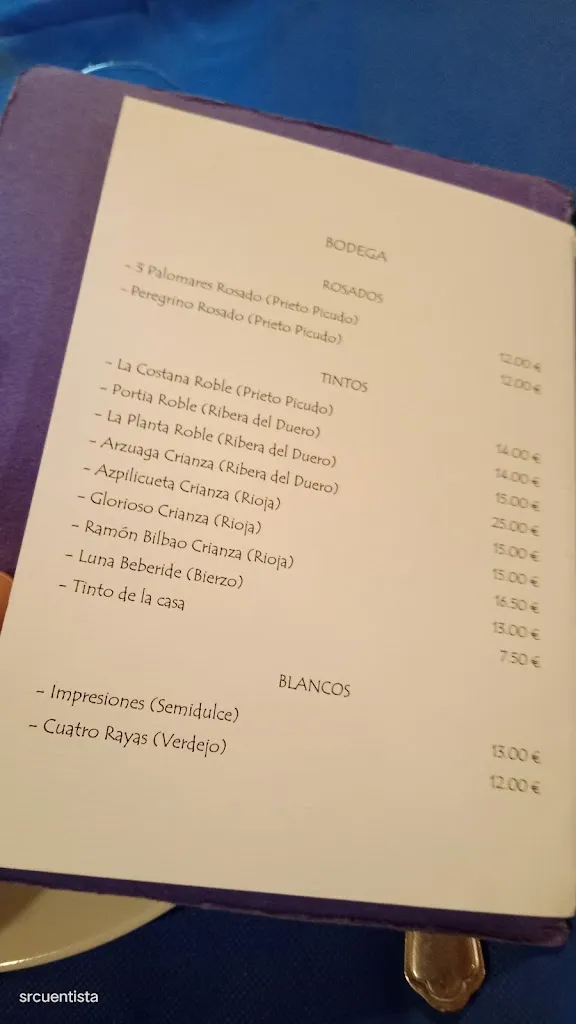 BODEGA
ROSADOS
- 3 Palomares Rosado (Prieto Picudo) 12.00 €
- Peregrino Rosado (Prieto Picudo) 12.00 €
TINTOS
- La Costana Roble (Prieto Picudo) 14.00 €
- Portia Roble (Ribera del Duero) 14.00 €
- La Planta Roble (Ribera del Duero) 15.00 €
- Arzuaga Crianza (Ribera del Duero) 25.00 €
- Azpilicueta Crianza (Rioja) 15.00 €
- Glorioso Crianza (Rioja) 15.00 €
- Ramón Bilbao Crianza (Rioja) 16.50 €
- Luna Beberide (Bierzo) 13.00 €
- Tinto de la casa 7.50 €
BLANCOS
- Impresiones (Semidulce) 13.00 €
- Cuatro Rayas (Verdejo) 12.00 €
srcuentista